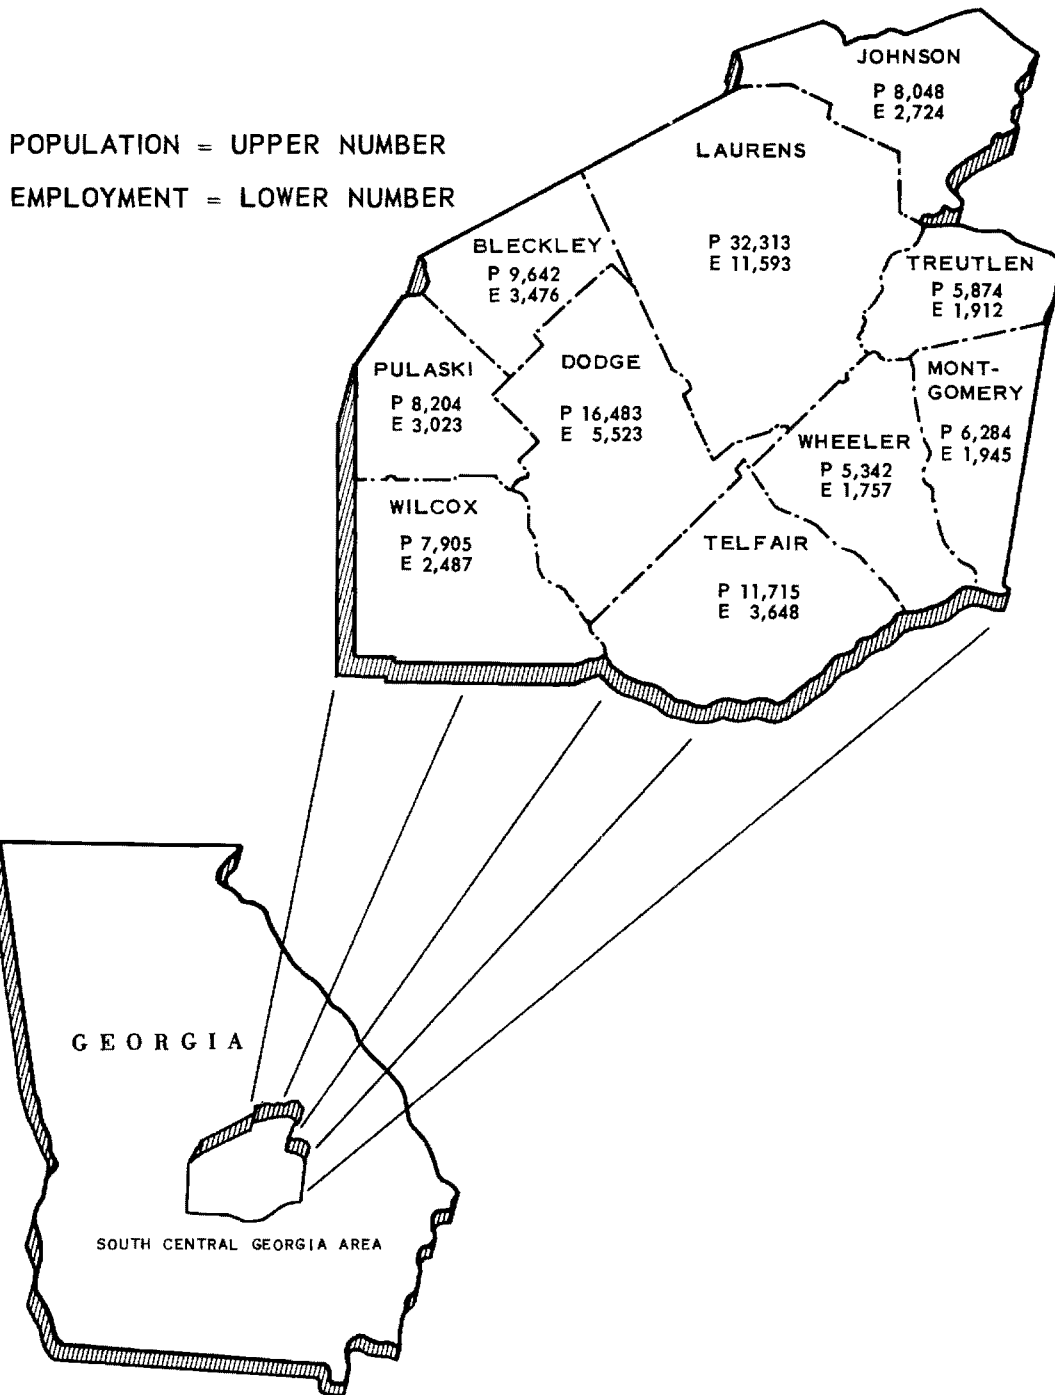 POPULATION = UPPER NUMBER
EMPLOYMENT = LOWER NUMBER
JOHNSON
P 8,048
E 2,724
LAURENS
P 32,313
E 11,593
BLECKLEY
P 9,642
E 3,476
TREUTLEN
P 5,874
E 1,912
PULASKI
P 8,204
E 3,023
DODGE
P 16,483
E 5,523
MONT-
GOMERY
P 6,284
E 1,945
WHEELER
P 5,342
E 1,757
WILCOX
P 7,905
E 2,487
TELFAIR
P 11,715
E 3,648
GEORGIA
SOUTH CENTRAL GEORGIA AREA